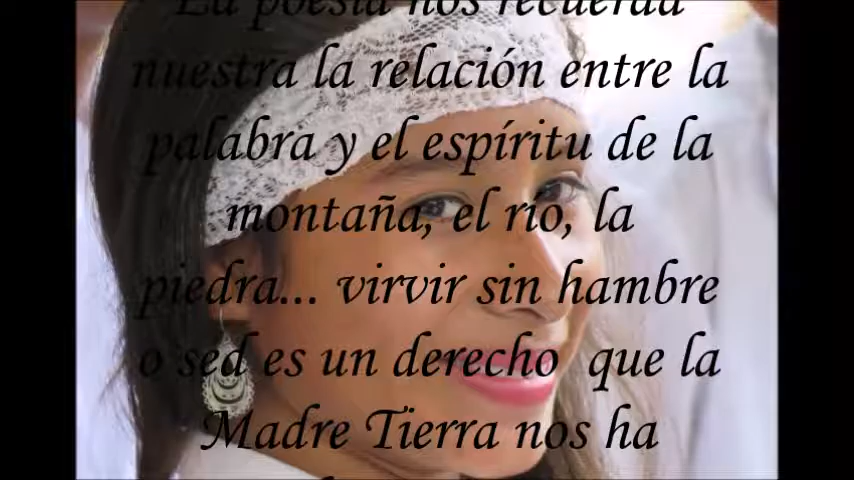 La poesía nos recuerda
nuestra la relación entre la
palabra y el espíritu de la
montaña, el río, la
piedra... virvir sin hambre
o sed es un derecho que la
Madre Tierra nos ha